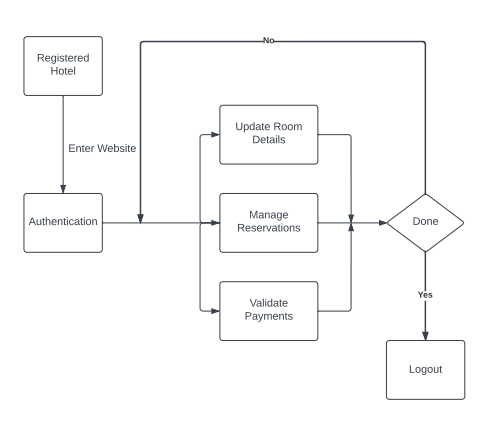 No
Registered
Hotel
Update Room
Details
Enter Website
Authentication
Manage
Reservations
Done
Validate
Payments
Yes
Logout